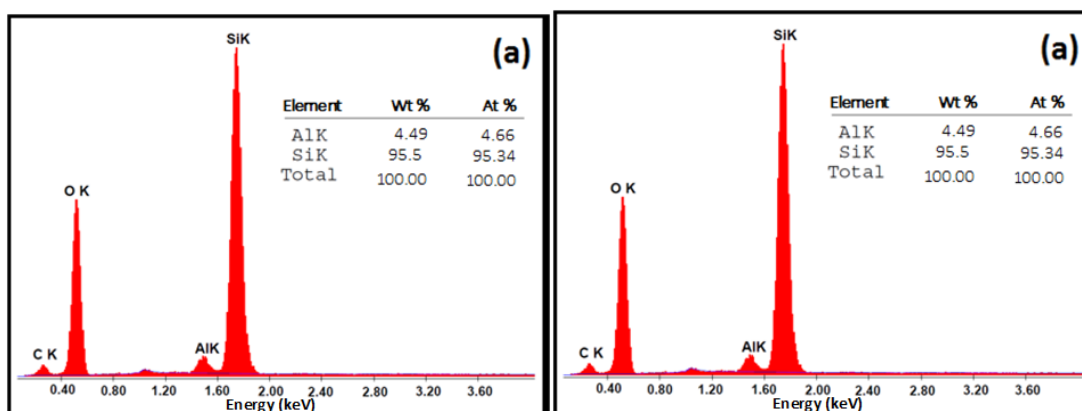 SiK
(a)
Element Wt % At %
AlK 4.49 4.66
SiK 95.5 95.34
Total 100.00 100.00
O K
C K
AlK
0.40 0.80 1.20 1.60 2.00 2.40 2.80 3.20 3.60
Energy (keV)
SiK
(a)
Element Wt % At %
AlK 4.49 4.66
SiK 95.5 95.34
Total 100.00 100.00
O K
C K
AlK
0.40 0.80 1.20 1.60 2.00 2.40 2.80 3.20 3.60
Energy (keV)